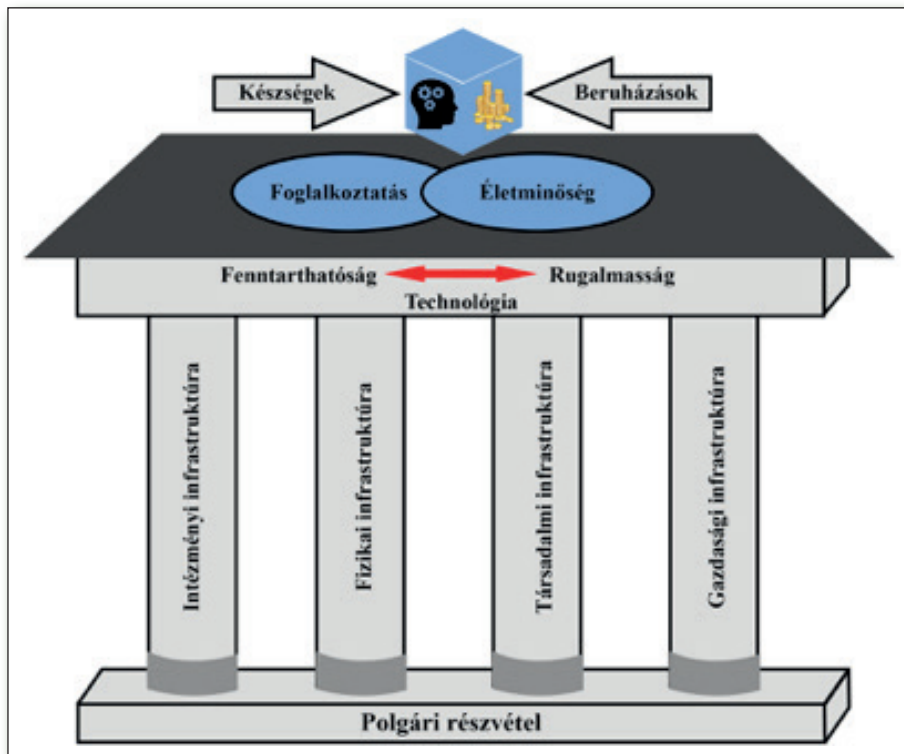 Készségek
Beruházások
Foglalkoztatás
Életminőség
Fenntarthatóság
Rugalmasság
Technológia
Intézményi infrastruktúra
Fizikai infrastruktúra
Társadalmi infrastruktúra
Gazdasági infrastruktúra
Polgári részvétel